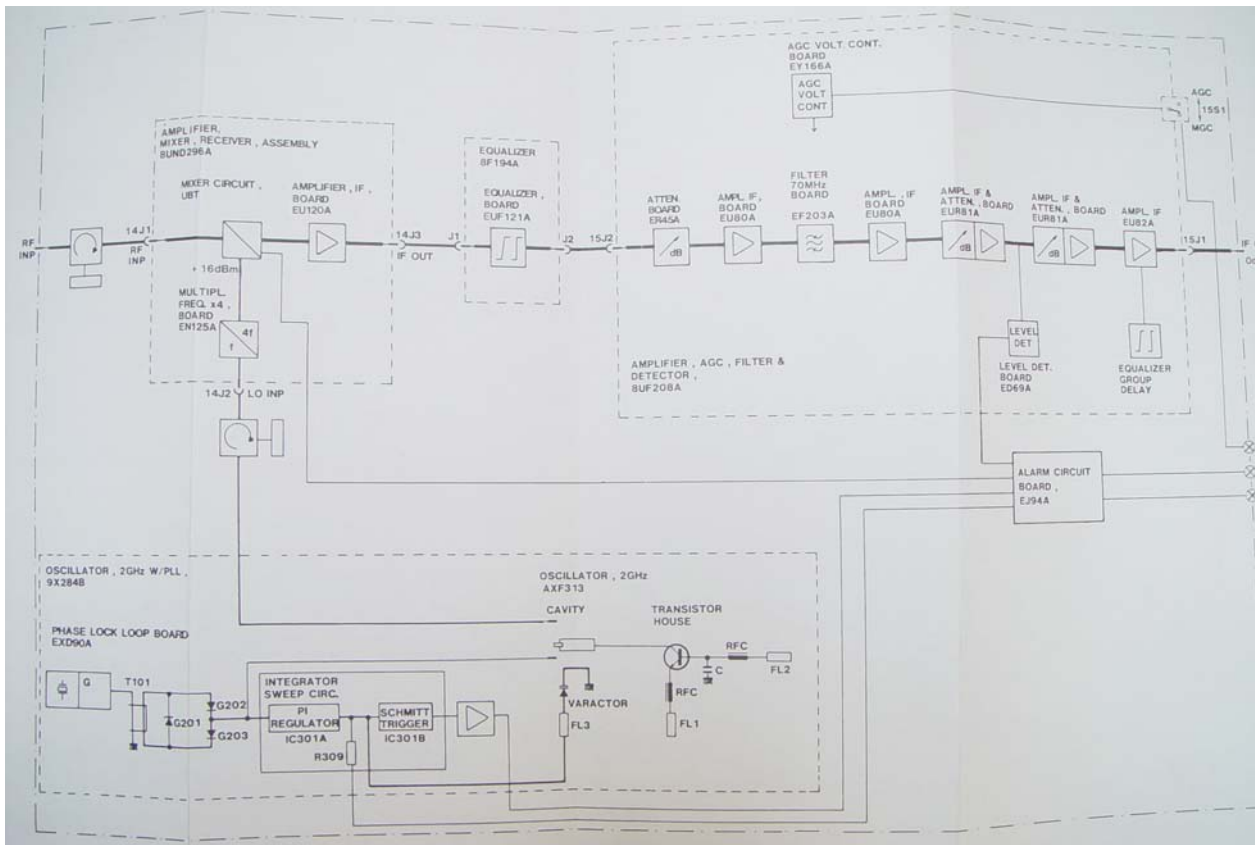 AGC VOLT. CONT.
BOARD
EY166A
AGC
VOLT
CONT
AGC
15S1
MGC
AMPLIFIER,
MIXER, RECEIVER, ASSEMBLY
8UND296A
MIXER CIRCUIT,
UBT
AMPLIFIER, IF,
BOARD
EU120A
EQUALIZER
8F194A
EQUALIZER,
BOARD
EUF121A
ATTEN.
BOARD
ER45A
AMPL. IF,
BOARD
EU80A
FILTER
70MHz
BOARD
EF203A
AMPL., IF
BOARD
EU80A
AMPL. IF &
ATTEN., BOARD
EUR81A
AMPL. IF &
ATTEN., BOARD
EUR81A
AMPL. IF
EU82A
RF
INP
14J1
RF
INP
14J3
IF OUT
J1
J2
15J2
dB
dB
dB
15J1
IF
+16dBm
MULTIPL.
FREQ. x4,
BOARD
EN125A
4f
f
14J2
LO INP
AMPLIFIER, AGC, FILTER &
DETECTOR,
8UF208A
LEVEL
DET
LEVEL DET.
BOARD
ED69A
EQUALIZER
GROUP
DELAY
ALARM CIRCUIT
BOARD,
EJ94A
OSCILLATOR, 2GHz W/PLL,
9X284B
OSCILLATOR, 2GHz
AXF313
CAVITY
TRANSISTOR
HOUSE
PHASE LOCK LOOP BOARD
EXD90A
G
T101
G201
G202
G203
INTEGRATOR
SWEEP CIRC.
PI
REGULATOR
IC301A
SCHMITT
TRIGGER
IC301B
R309
VARACTOR
FL3
RFC
C
FL2
RFC
FL1